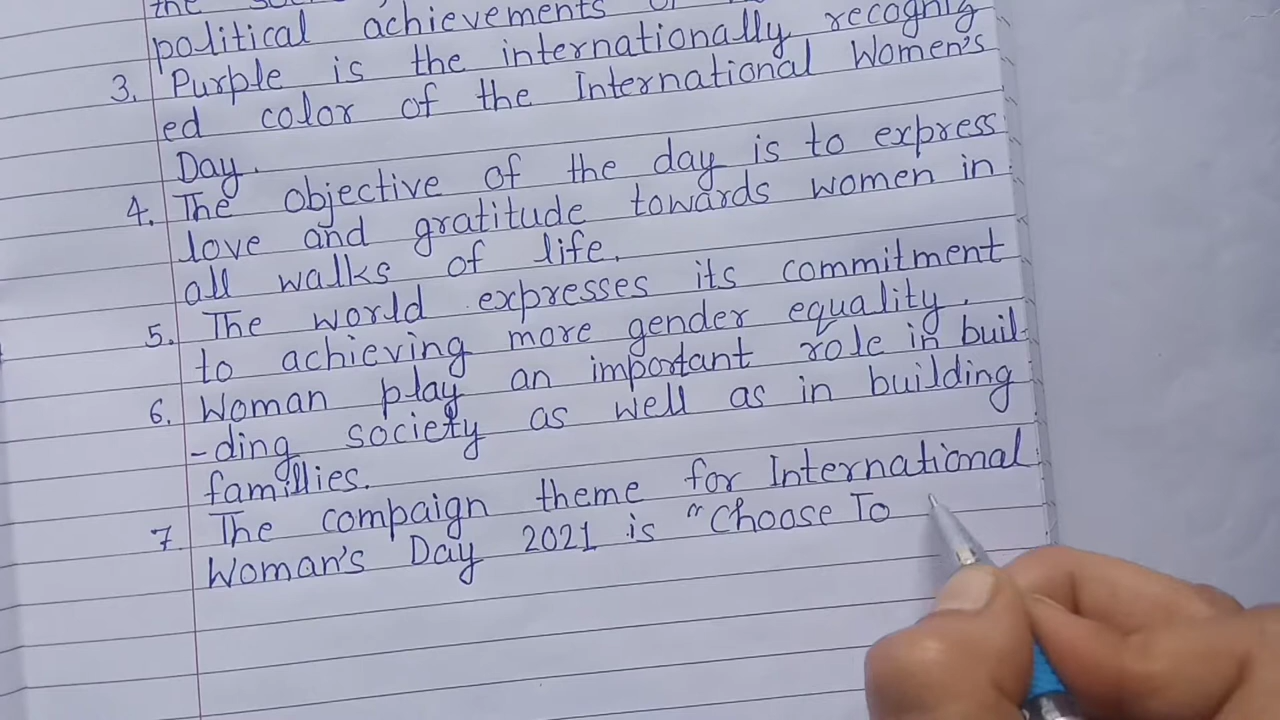 the
political achievements
3. Purple is the internationally recogniz
ed color of the International Women's
Day.
4. The objective of the day is to express
love and gratitude towards women in
all walks of life.
5. The world expresses its commitment
to achieving more gender equality.
6. Woman play an important role in buil-
-ding society as well as in building
famillies.
7. The compaign theme for International
Woman's Day 2021 is "Choose To